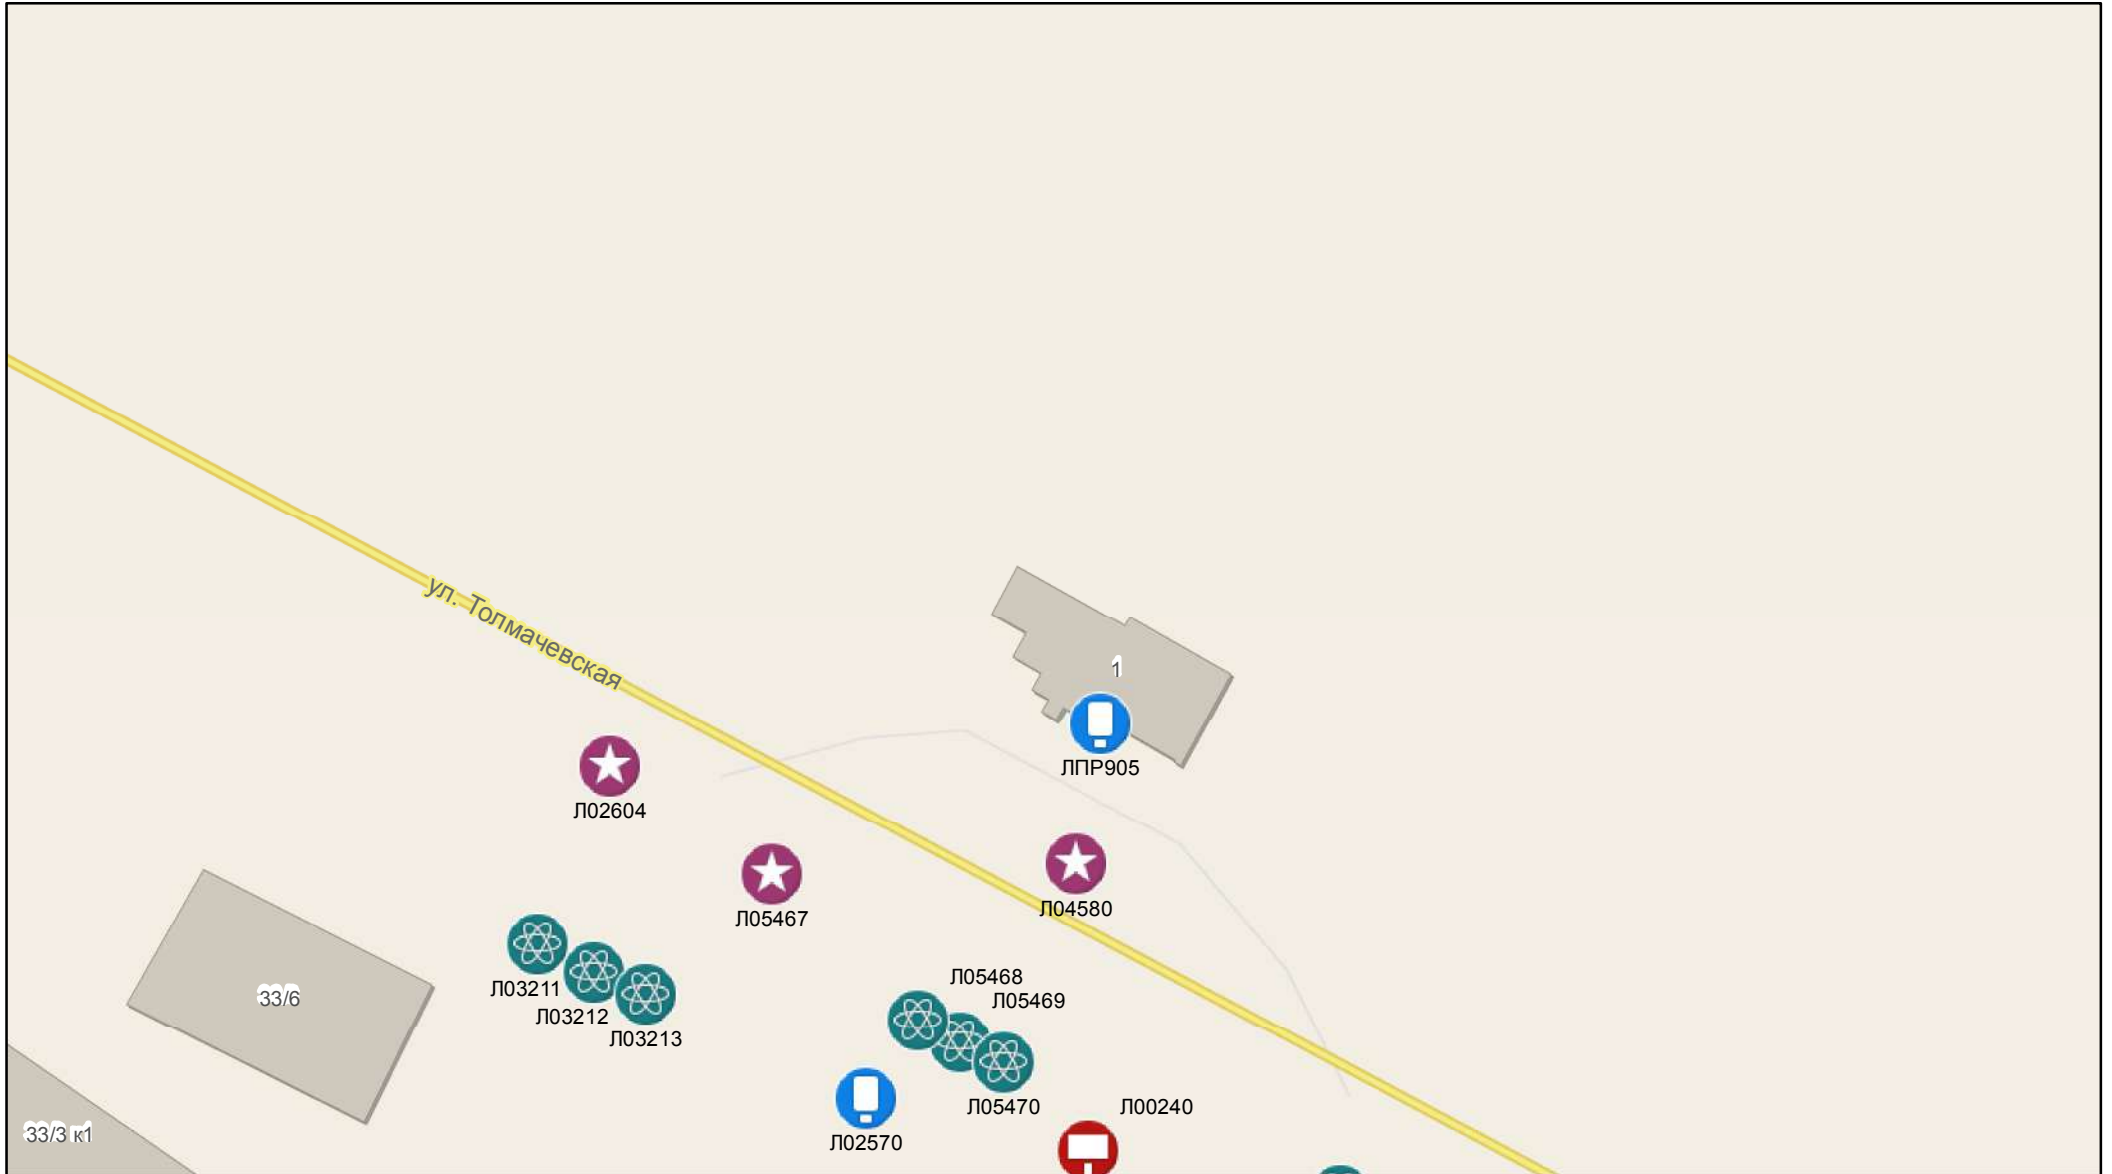 ул. Толмачевская
1
ЛПР905
Л02604
Л05467
Л04580
33/6
Л03211
Л03212
Л03213
Л05468
Л05469
Л05470
Л00240
Л02570
33/3 к1